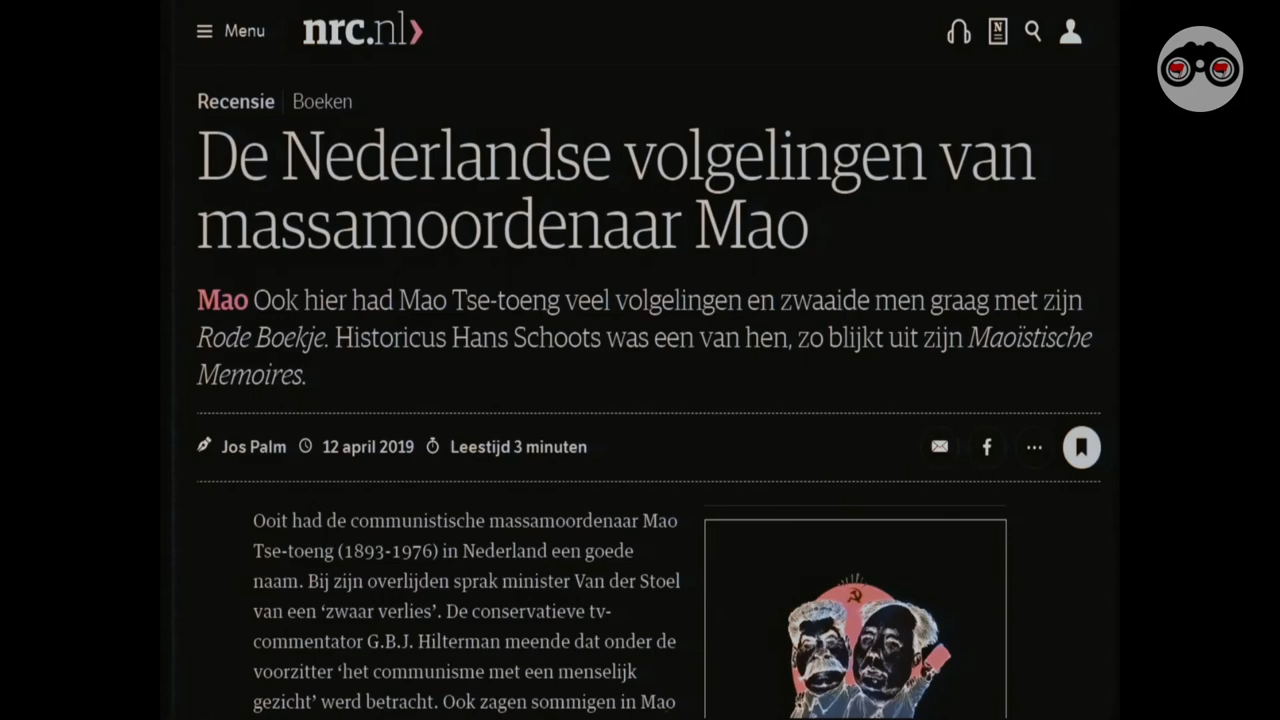 Menu
nrc.nl
N
Recensie Boeken
De Nederlandse volgelingen van
massamoordenaar Mao
Mao Ook hier had Mao Tse-toeng veel volgelingen en zwaaide men graag met zijn
Rode Boekje. Historicus Hans Schoots was een van hen, zo blijkt uit zijn Maoïstische
Memoires.
Jos Palm 12 april 2019 Leestijd 3 minuten
Ooit had de communistische massamoordenaar Mao
Tse-toeng (1893-1976) in Nederland een goede
naam. Bij zijn overlijden sprak minister Van der Stoel
van een ‘zwaar verlies’. De conservatieve tv-
commentator G.B.J. Hilterman meende dat onder de
voorzitter ‘het communisme met een menselijk
gezicht’ werd betracht. Ook zagen sommigen in Mao